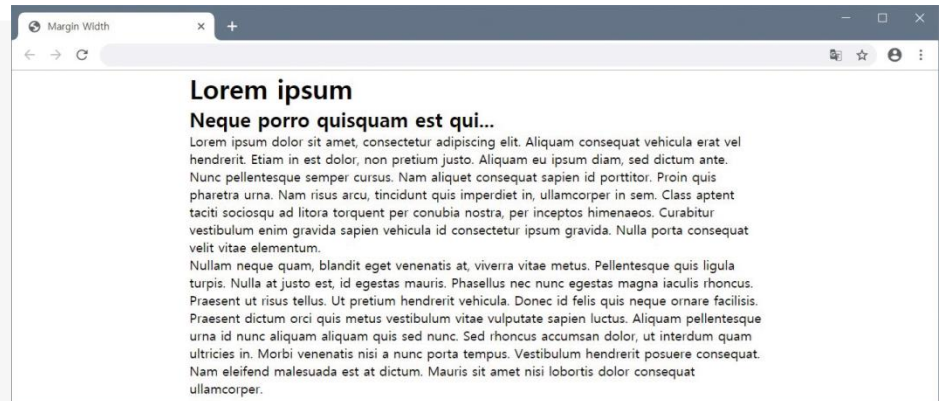 Margin Width
Lorem ipsum
Neque porro quisquam est qui...
Lorem ipsum dolor sit amet, consectetur adipiscing elit. Aliquam consequat vehicula erat vel
hendrerit. Etiam in est dolor, non pretium justo. Aliquam eu ipsum diam, sed dictum ante.
Nunc pellentesque semper cursus. Nam aliquet consequat sapien id porttitor. Proin quis
pharetra urna. Nam risus arcu, tincidunt quis imperdiet in, ullamcorper in sem. Class aptent
taciti sociosqu ad litora torquent per conubia nostra, per inceptos himenaeos. Curabitur
vestibulum enim gravida sapien vehicula id consectetur ipsum gravida. Nulla porta consequat
velit vitae elementum.
Nullam neque quam, blandit eget venenatis at, viverra vitae metus. Pellentesque quis ligula
turpis. Nulla at justo est, id egestas mauris. Phasellus nec nunc egestas magna iaculis rhoncus.
Praesent ut risus tellus. Ut pretium hendrerit vehicula. Donec id felis quis neque ornare facilisis.
Praesent dictum orci quis metus vestibulum vitae vulputate sapien luctus. Aliquam pellentesque
urna id nunc aliquam aliquam quis sed nunc. Sed rhoncus accumsan dolor, ut interdum quam
ultricies in. Morbi venenatis nisi a nunc porta tempus. Vestibulum hendrerit posuere consequat.
Nam eleifend malesuada est at dictum. Mauris sit amet nisi lobortis dolor consequat
ullamcorper.